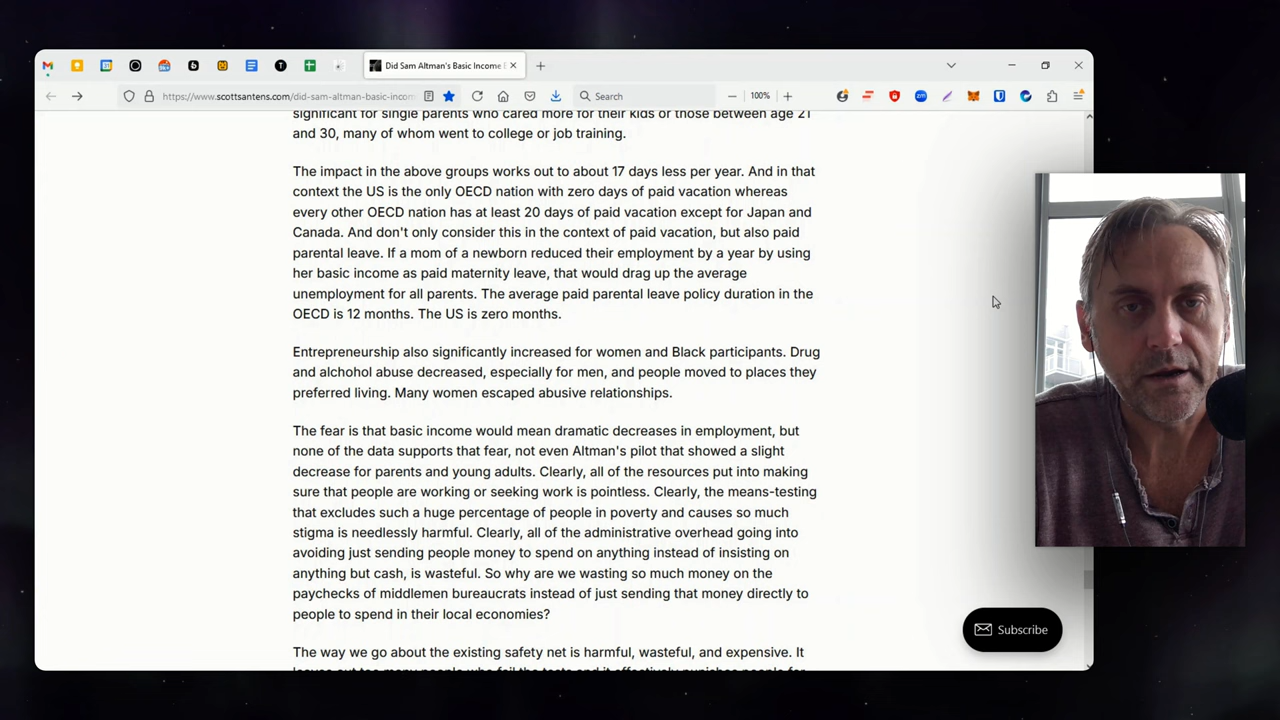 Did Sam Altman's Basic Income E
https://www.scottsantens.com/did-sam-altman-basic-incom
Search
100%
significant for single parents who cared more for their kids or those between age 21
and 30, many of whom went to college or job training.
The impact in the above groups works out to about 17 days less per year. And in that
context the US is the only OECD nation with zero days of paid vacation whereas
every other OECD nation has at least 20 days of paid vacation except for Japan and
Canada. And don't only consider this in the context of paid vacation, but also paid
parental leave. If a mom of a newborn reduced their employment by a year by using
her basic income as paid maternity leave, that would drag up the average
unemployment for all parents. The average paid parental leave policy duration in the
OECD is 12 months. The US is zero months.
Entrepreneurship also significantly increased for women and Black participants. Drug
and alchohol abuse decreased, especially for men, and people moved to places they
preferred living. Many women escaped abusive relationships.
The fear is that basic income would mean dramatic decreases in employment, but
none of the data supports that fear, not even Altman's pilot that showed a slight
decrease for parents and young adults. Clearly, all of the resources put into making
sure that people are working or seeking work is pointless. Clearly, the means-testing
that excludes such a huge percentage of people in poverty and causes so much
stigma is needlessly harmful. Clearly, all of the administrative overhead going into
avoiding just sending people money to spend on anything instead of insisting on
anything but cash, is wasteful. So why are we wasting so much money on the
paychecks of middlemen bureaucrats instead of just sending that money directly to
people to spend in their local economies?
Subscribe
The way we go about the existing safety net is harmful, wasteful, and expensive. It
leaves out too many people who fail the tests and it effectively punishes people for